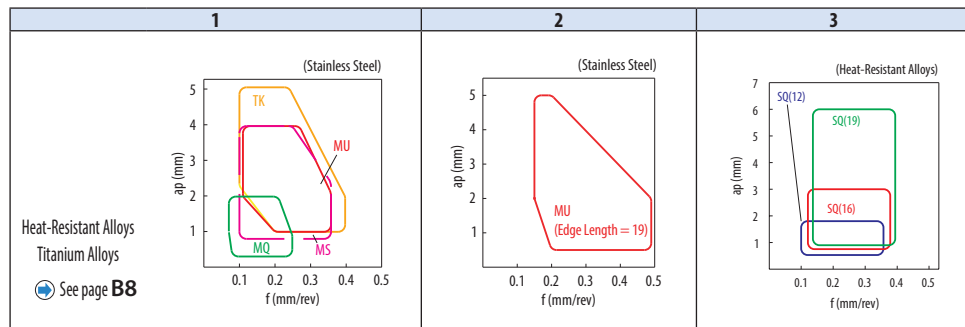 1
2
3
Heat-Resistant Alloys
Titanium Alloys
See page B8
(Stainless Steel)
5
4
3
2
1
ap (mm)
TK
MU
MQ
MS
0.1 0.2 0.3 0.4 0.5
f (mm/rev)
(Stainless Steel)
5
4
3
2
1
ap (mm)
MU
(Edge Length = 19)
0.1 0.2 0.3 0.4 0.5
f (mm/rev)
(Heat-Resistant Alloys)
7
6
5
4
3
2
1
ap (mm)
SQ(12)
SQ(19)
SQ(16)
0.1 0.2 0.3 0.4 0.5
f (mm/rev)